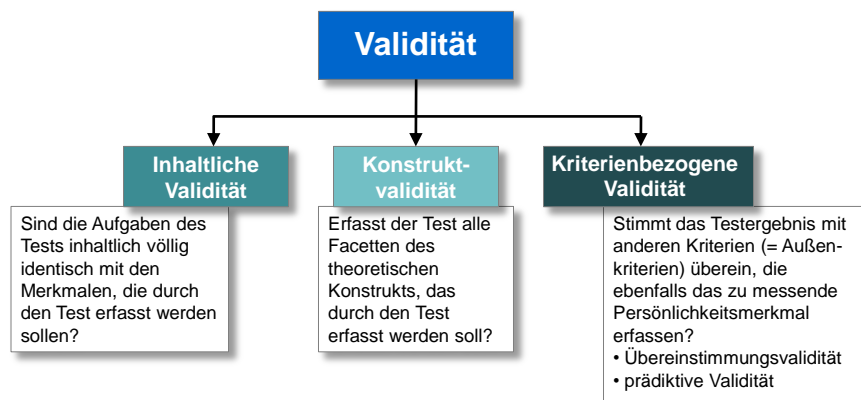 Validität
Inhaltliche
Validität
Sind die Aufgaben des
Tests inhaltlich völlig
identisch mit den
Merkmalen, die durch
den Test erfasst werden
sollen?
Konstrukt-
validität
Erfasst der Test alle
Facetten des
theoretischen
Konstrukts, das
durch den Test
erfasst werden soll?
Kriterienbezogene
Validität
Stimmt das Testergebnis mit
anderen Kriterien (= Außen-
kriterien) überein, die
ebenfalls das zu messende
Persönlichkeitsmerkmal
erfassen?
• Übereinstimmungsvalidität
• prädiktive Validität